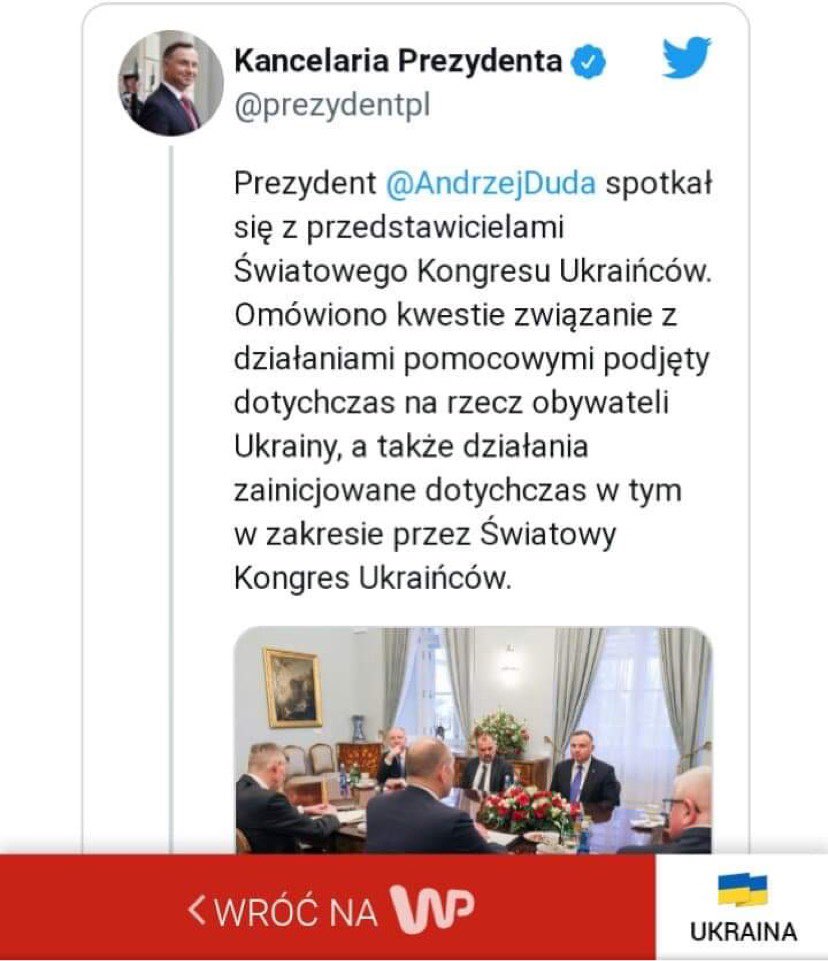 Kancelaria Prezydenta
@prezydentpl
Prezydent @AndrzejDuda spotkał
się z przedstawicielami
Światowego Kongresu Ukraińców.
Omówiono kwestie związanie z
działaniami pomocowymi podjęty
dotychczas na rzecz obywateli
Ukrainy, a także działania
zainicjowane dotychczas w tym
w zakresie przez Światowy
Kongres Ukraińców.
< WRÓĆ NA WP
UKRAINA